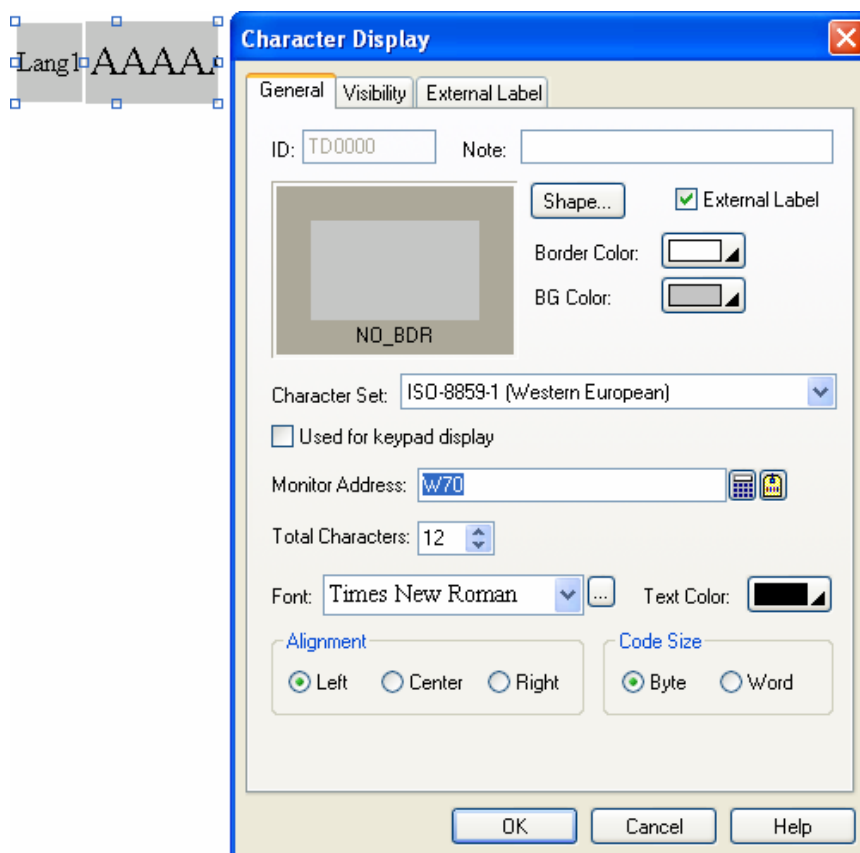 Character Display
Lang1 AAAA
General Visibility External Label
ID: TD0000 Note:
Shape... External Label
Border Color:
BG Color:
NO_BDR
Character Set: ISO-8859-1 (Western European)
Used for keypad display
Monitor Address: W70
Total Characters: 12
Font: Times New Roman ... Text Color:
Alignment Code Size
Left Center Right Byte Word
OK Cancel Help